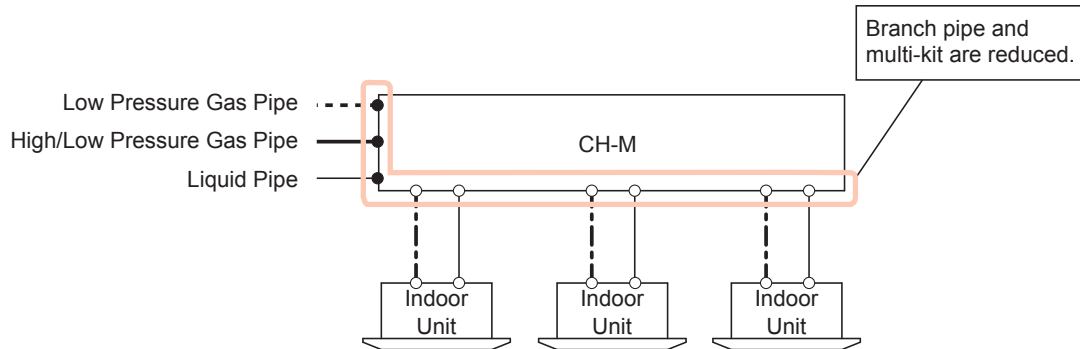 Branch pipe and
multi-kit are reduced.
Low Pressure Gas Pipe
High/Low Pressure Gas Pipe
CH-M
Liquid Pipe
Indoor
Unit
Indoor
Unit
Indoor
Unit